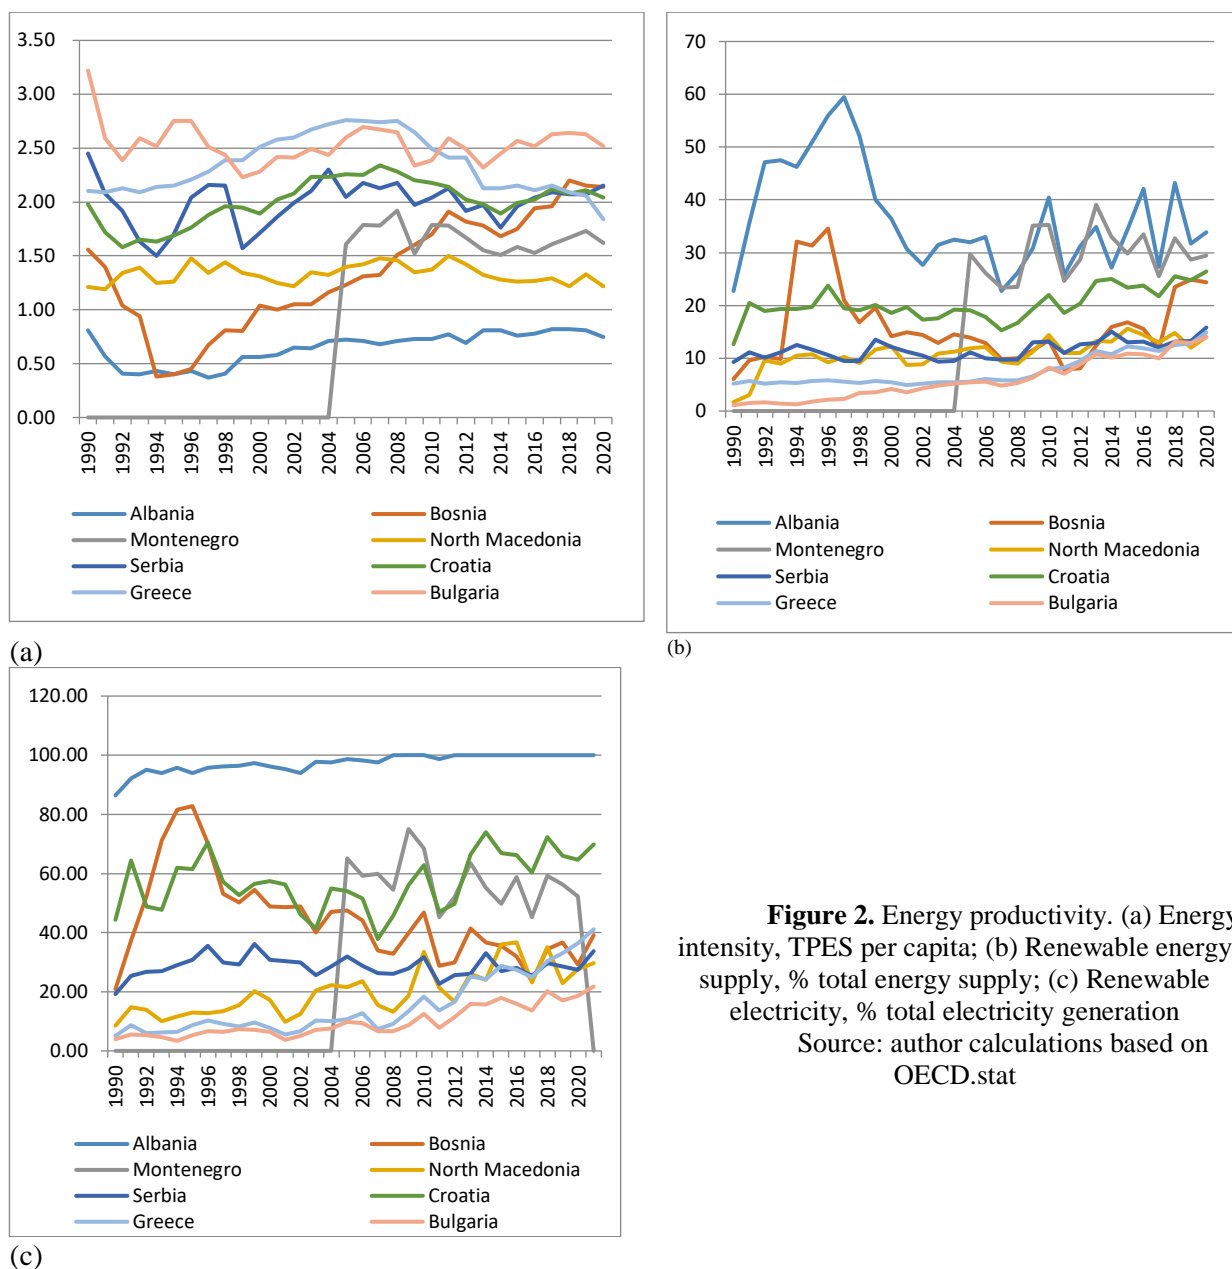 3.50
3.00
2.50
2.00
1.50
1.00
0.50
0.00
1990 1992 1994 1996 1998 2000 2002 2004 2006 2008 2010 2012 2014 2016 2018 2020
Albania Bosnia
Montenegro North Macedonia
Serbia Croatia
Greece Bulgaria
(a)
70
60
50
40
30
20
10
0
1990 1992 1994 1996 1998 2000 2002 2004 2006 2008 2010 2012 2014 2016 2018 2020
Albania Bosnia
Montenegro North Macedonia
Serbia Croatia
Greece Bulgaria
(b)
120.00
100.00
80.00
60.00
40.00
20.00
0.00
1990 1992 1994 1996 1998 2000 2002 2004 2006 2008 2010 2012 2014 2016 2018 2020
Albania Bosnia
Montenegro North Macedonia
Serbia Croatia
Greece Bulgaria
(c)
Figure 2. Energy productivity. (a) Energy
intensity, TPES per capita; (b) Renewable energy
supply, % total energy supply; (c) Renewable
electricity, % total electricity generation
Source: author calculations based on
OECD.stat